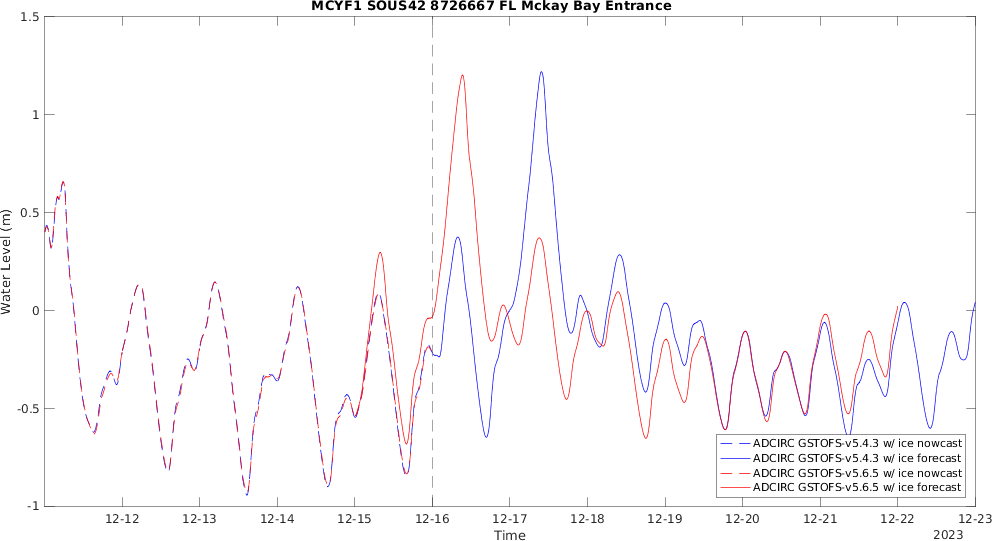 MCYF1 SOUS42 8726667 FL Mckay Bay Entrance
1.5
1
0.5
0
-0.5
-1
Water Level (m)
12-12
12-13
12-14
12-15
12-16
12-17
12-18
12-19
12-20
12-21
12-22
12-23
Time
2023
ADCIRC GSTOFS-v5.4.3 w/ ice nowcast
ADCIRC GSTOFS-v5.4.3 w/ ice forecast
ADCIRC GSTOFS-v5.6.5 w/ ice nowcast
ADCIRC GSTOFS-v5.6.5 w/ ice forecast